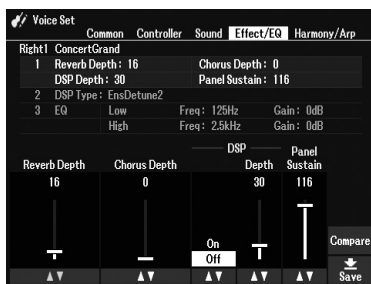 Voice Set
Common Controller Sound Effect/EQ Harmony/Arp
Right1 ConcertGrand
1 Reverb Depth: 16 Chorus Depth: 0
DSP Depth: 30 Panel Sustain: 116
2 DSP Type: EnsDetune2
3 EQ Low Freq: 125Hz Gain: 0dB
High Freq: 2.5kHz Gain: 0dB
DSP Panel
Reverb Depth Chorus Depth Depth Sustain
16 0 30 116
On
Off
Compare
▲▼ ▲▼ ▲▼ ▲▼ ▲▼ Save